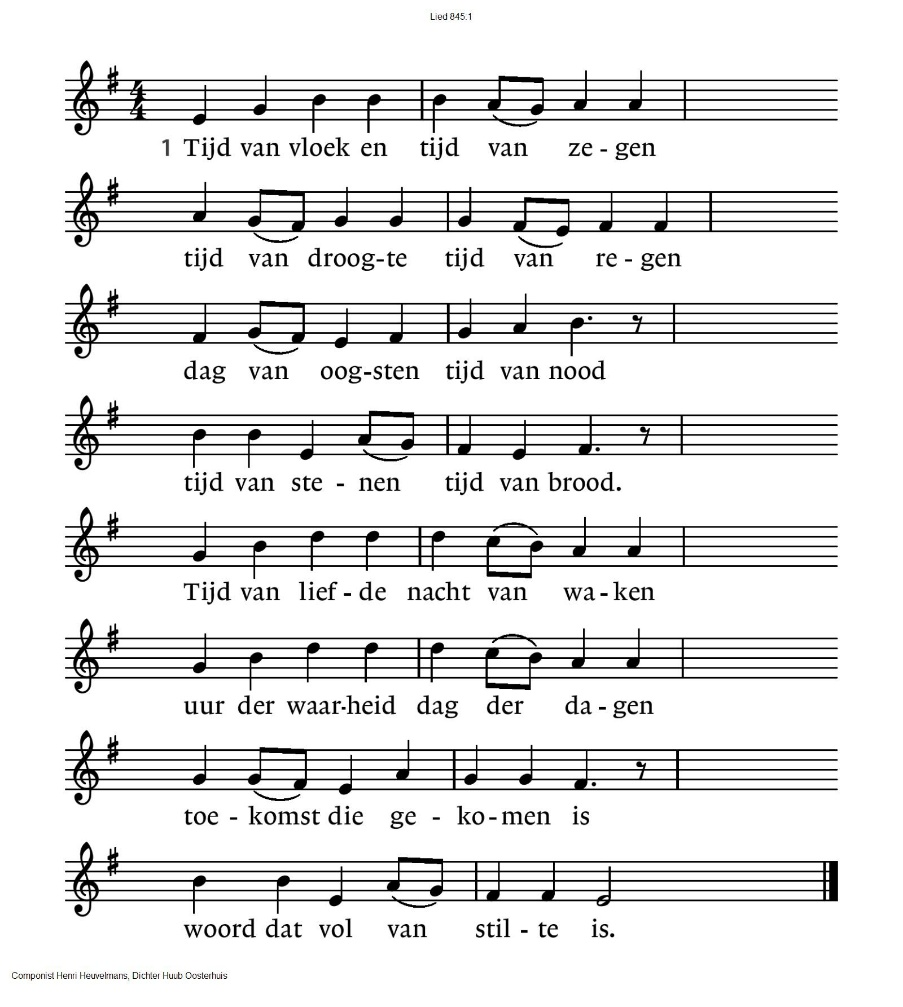 Lied 845.1
1 Tijd van vloek en tijd van ze - gen
tijd van droog-te tijd van re - gen
dag van oog-sten tijd van nood
tijd van ste - nen tijd van brood.
Tijd van lief - de nacht van wa - ken
uur der waar-heid dag der da - gen
toe - komst die ge - ko - men is
woord dat vol van stil - te is.
Componist Henri Heuvelmans, Dichter Huub Oosterhuis